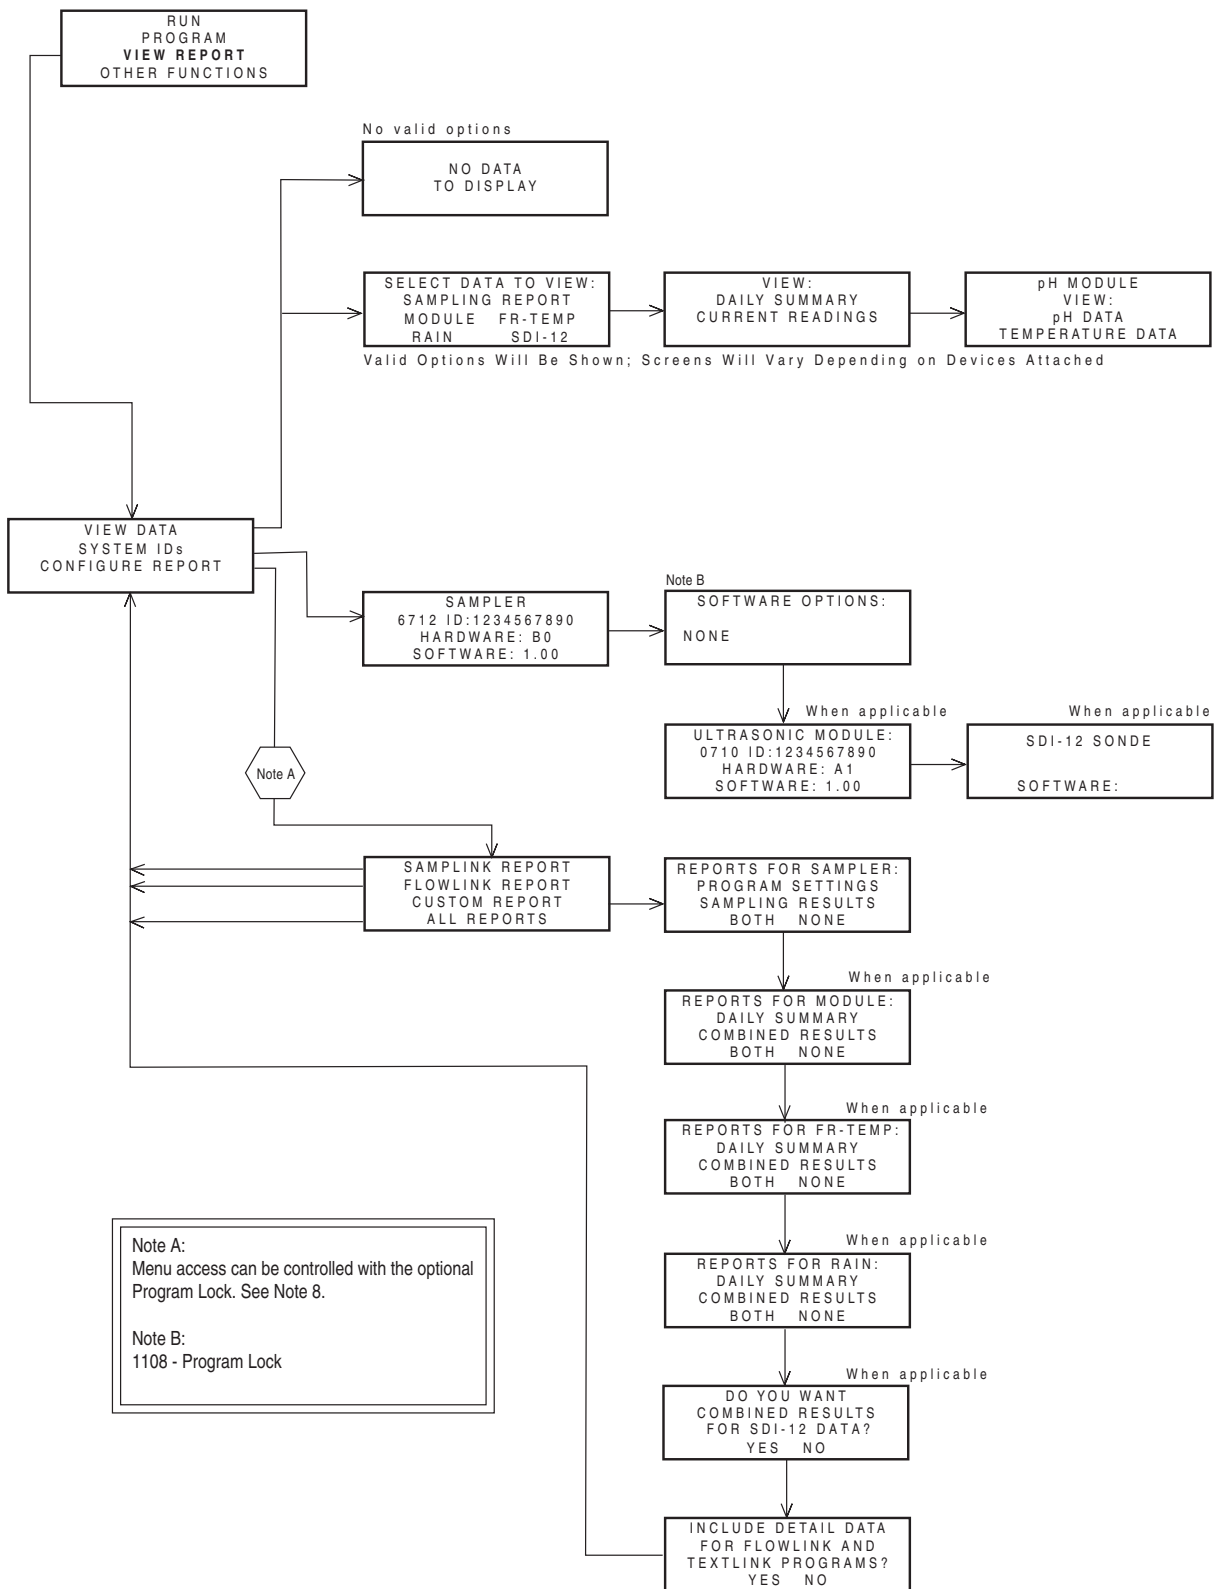 RUN
PROGRAM
VIEW REPORT
OTHER FUNCTIONS
No valid options
NO DATA
TO DISPLAY
SELECT DATA TO VIEW:
SAMPLING REPORT
MODULE FR-TEMP
RAIN SDI-12
VIEW:
DAILY SUMMARY
CURRENT READINGS
pH MODULE
VIEW:
pH DATA
TEMPERATURE DATA
Valid Options Will Be Shown; Screens Will Vary Depending on Devices Attached
VIEW DATA
SYSTEM IDs
CONFIGURE REPORT
SAMPLER
6712 ID:1234567890
HARDWARE: B0
SOFTWARE: 1.00
Note B
SOFTWARE OPTIONS:
NONE
When applicable
ULTRASONIC MODULE:
0710 ID:1234567890
HARDWARE: A1
SOFTWARE: 1.00
When applicable
SDI-12 SONDE
SOFTWARE:
Note A
SAMPLINK REPORT
FLOWLINK REPORT
CUSTOM REPORT
ALL REPORTS
REPORTS FOR SAMPLER:
PROGRAM SETTINGS
SAMPLING RESULTS
BOTH NONE
When applicable
REPORTS FOR MODULE:
DAILY SUMMARY
COMBINED RESULTS
BOTH NONE
When applicable
REPORTS FOR FR-TEMP:
DAILY SUMMARY
COMBINED RESULTS
BOTH NONE
When applicable
REPORTS FOR RAIN:
DAILY SUMMARY
COMBINED RESULTS
BOTH NONE
When applicable
DO YOU WANT
COMBINED RESULTS
FOR SDI-12 DATA?
YES NO
INCLUDE DETAIL DATA
FOR FLOWLINK AND
TEXTLINK PROGRAMS?
YES NO
Note A:
Menu access can be controlled with the optional
Program Lock. See Note 8.
Note B:
1108 - Program Lock